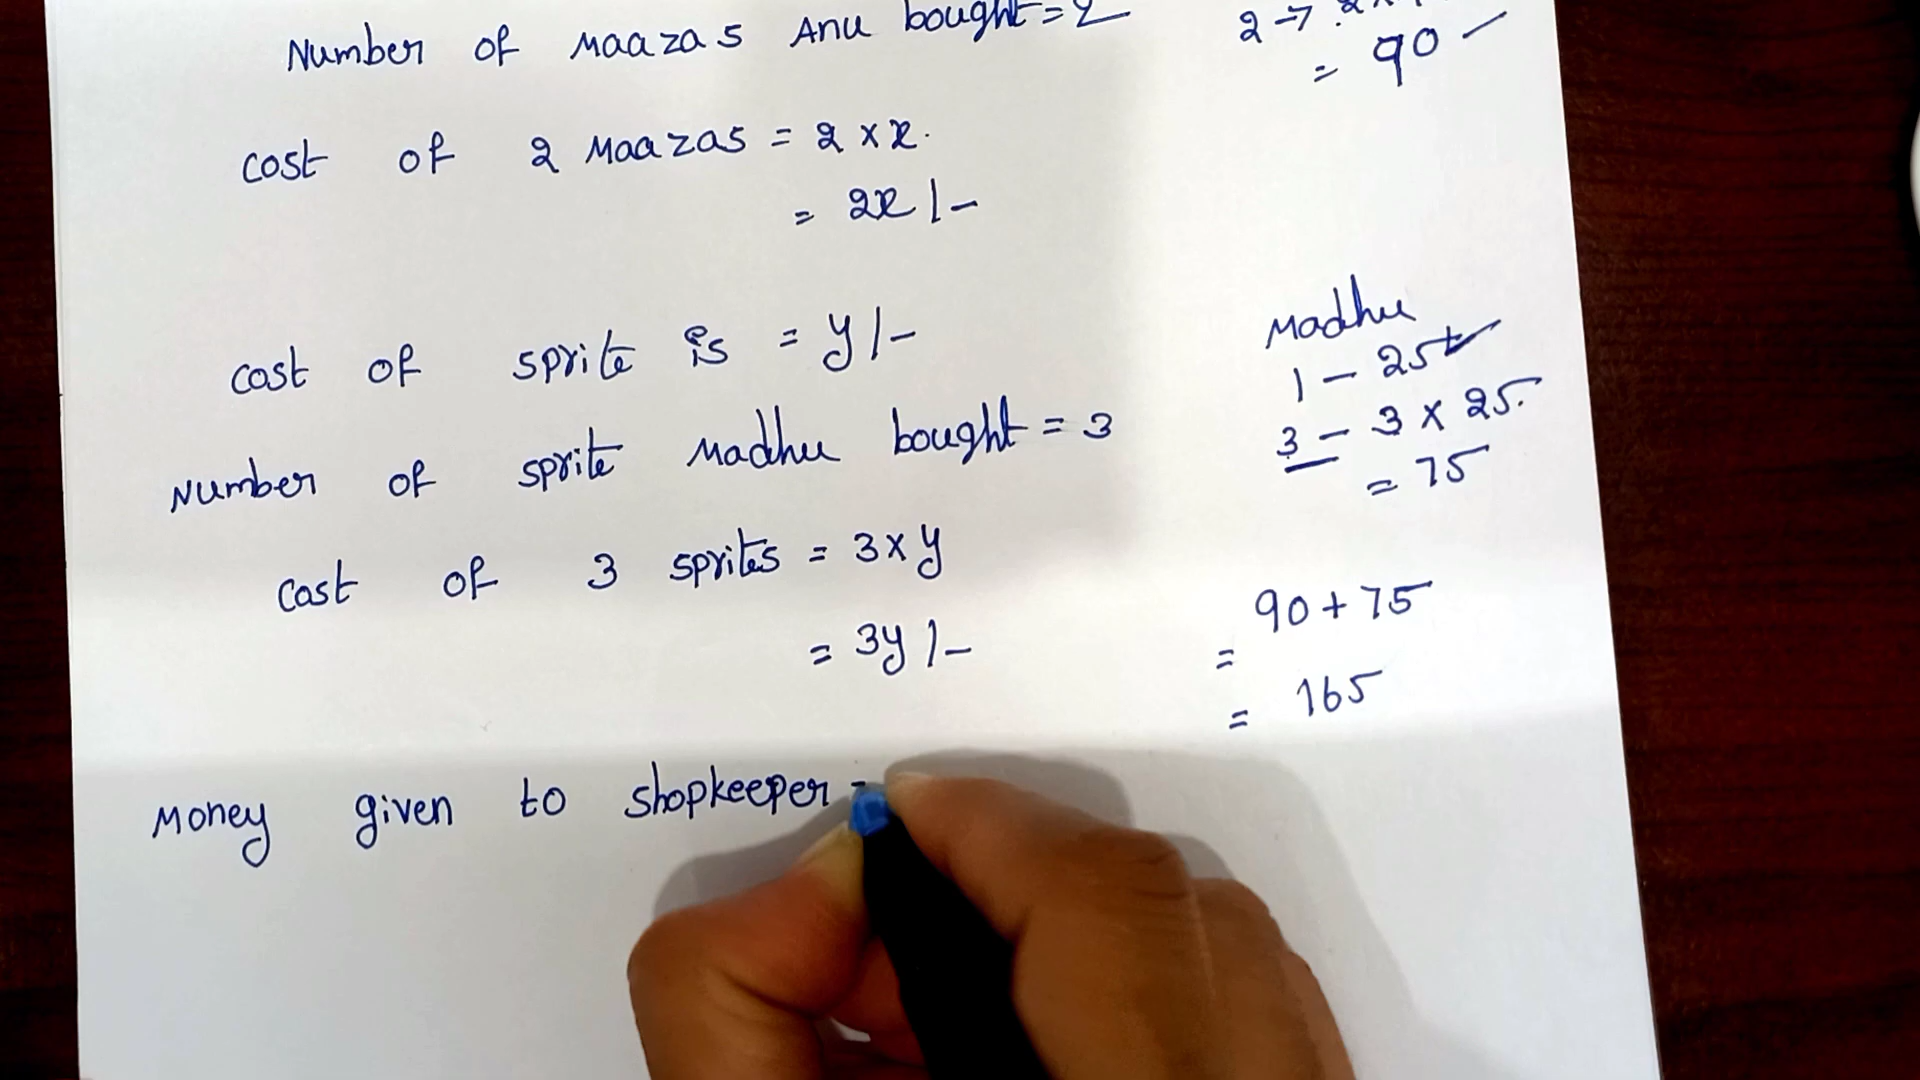 Number of Maazas Anu bought = 2
cost of 2 Maazas = 2 x x.
= 2x /-
cost of sprite is = y /-
Number of sprite Madhu bought = 3
cost of 3 sprites = 3 x y
= 3y /-
Money given to shopkeeper =
2 →
= 90
Madhu
1 - 25
3 - 3 x 25.
= 75
90 + 75
=
= 165